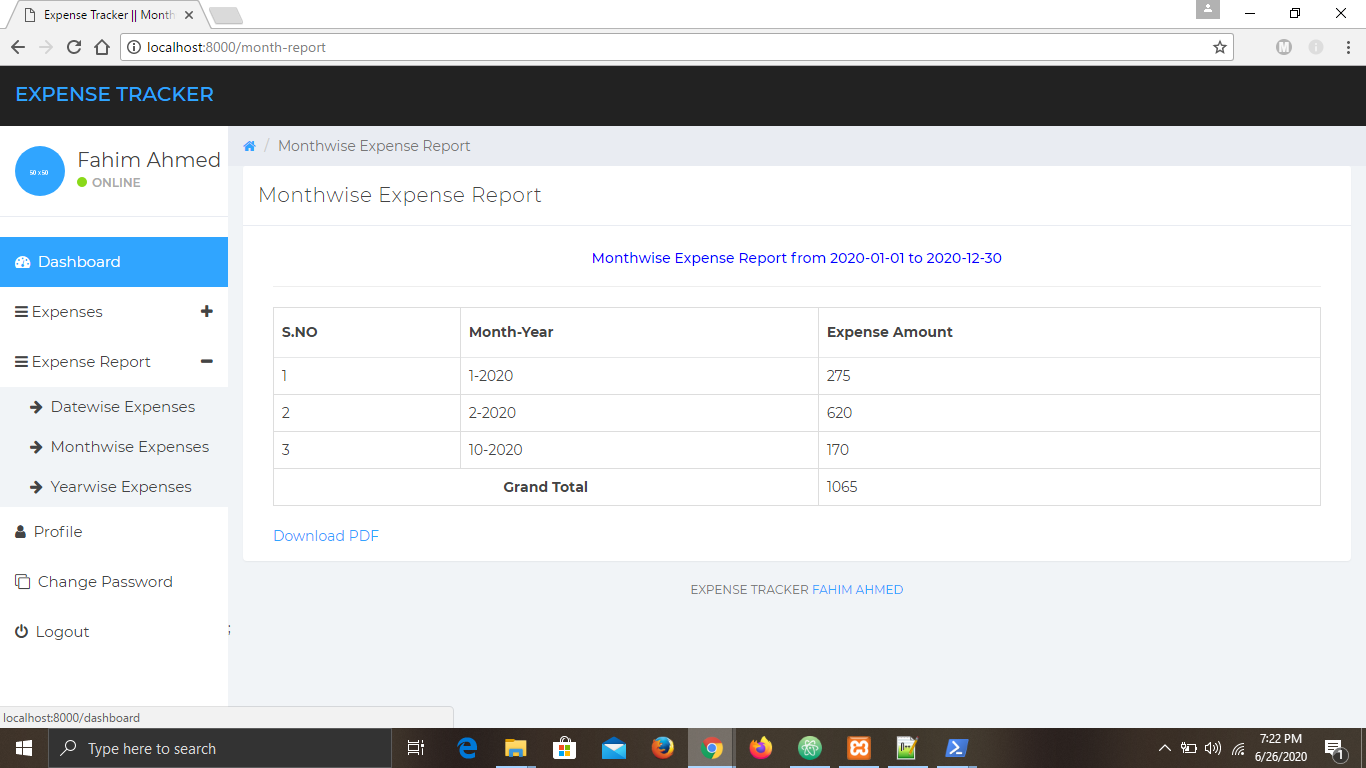 Expense Tracker || Month
localhost:8000/month-report
EXPENSE TRACKER
50 x 50
Fahim Ahmed
ONLINE
Dashboard
Expenses
Expense Report
Datewise Expenses
Monthwise Expenses
Yearwise Expenses
Profile
Change Password
Logout
/ Monthwise Expense Report
Monthwise Expense Report
Monthwise Expense Report from 2020-01-01 to 2020-12-30
S.NO Month-Year Expense Amount
1 1-2020 275
2 2-2020 620
3 10-2020 170
Grand Total 1065
Download PDF
EXPENSE TRACKER FAHIM AHMED
;
localhost:8000/dashboard
Type here to search
7:22 PM
6/26/2020
1